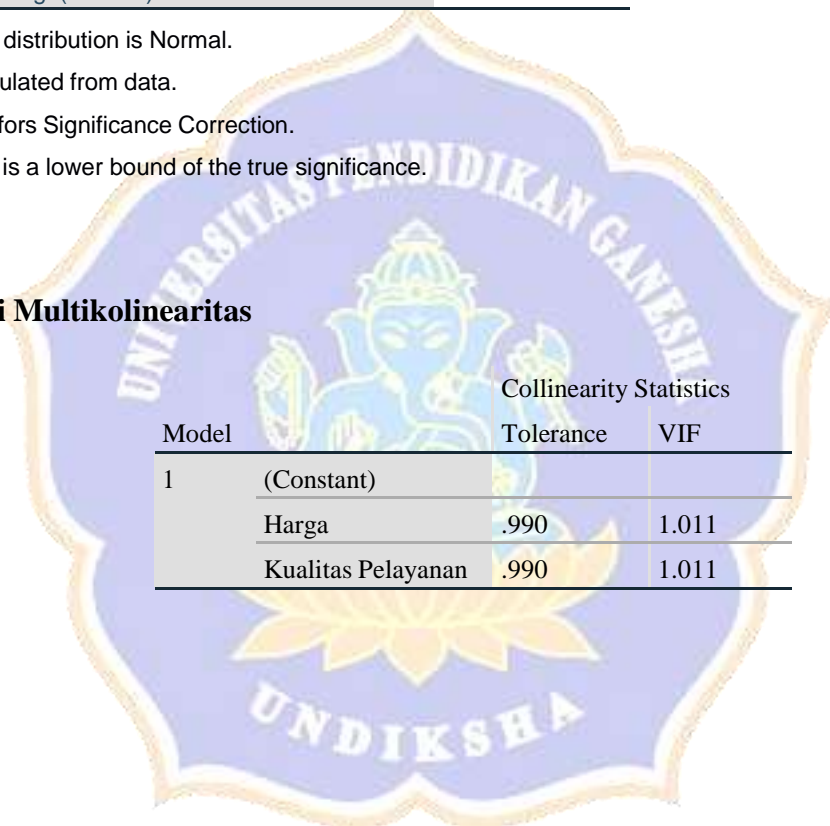 distribution is Normal.
ulated from data.
fors Significance Correction.
is a lower bound of the true significance.
UNIVERSITAS PENDIDIKAN GANESHA
i Multikolinearitas
Collinearity Statistics
Model Tolerance VIF
1 (Constant)
Harga .990 1.011
Kualitas Pelayanan .990 1.011
UNDIKSHA